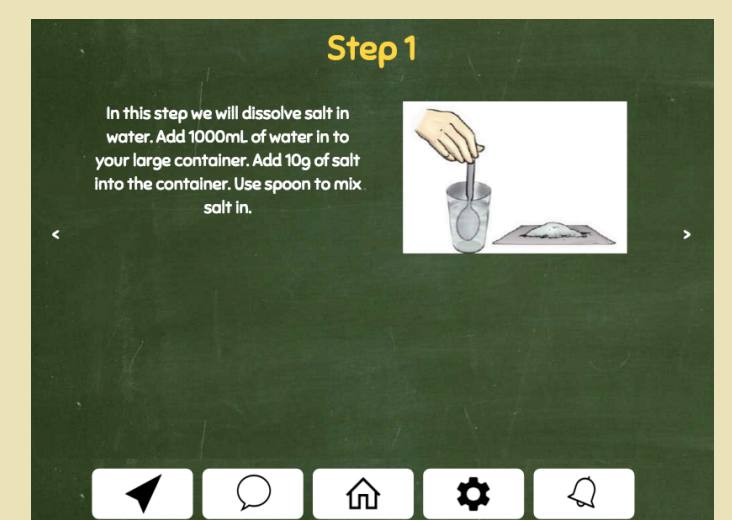 Step 1
In this step we will dissolve salt in
water. Add 1000mL of water in to
your large container. Add 10g of salt
into the container. Use spoon to mix
salt in.
< >